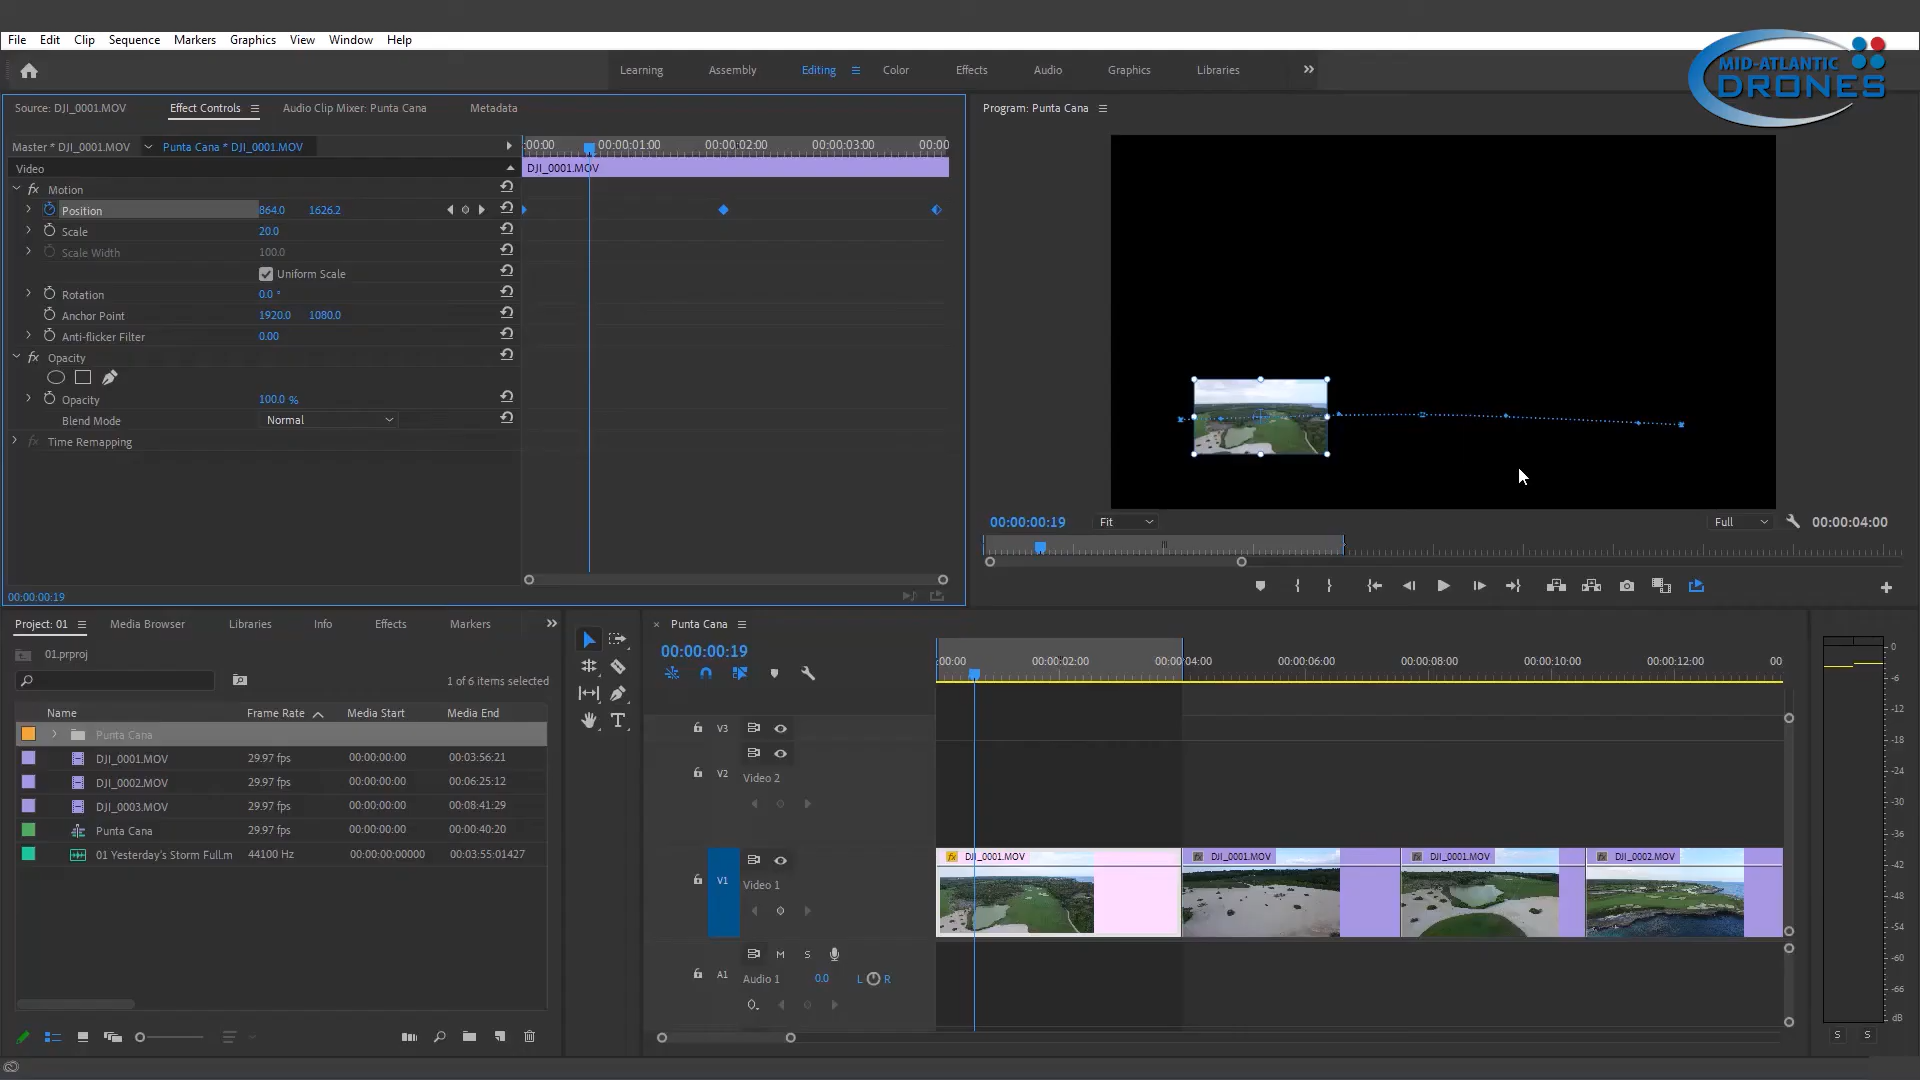 File Edit Clip Sequence Markers Graphics View Window Help
MID-ATLANTIC
DRONES
Learning Assembly Editing Color Effects Audio Graphics Libraries
Source: DJI_0001.MOV Effect Controls Audio Clip Mixer: Punta Cana Metadata
Program: Punta Cana
Master * DJI_0001.MOV Punta Cana * DJI_0001.MOV
:00:00 00:00:01:00 00:00:02:00 00:00:03:00 00:00
Video DJI_0001.MOV
fx Motion
Position 864.0 1626.2
Scale 20.0
Scale Width 100.0
Uniform Scale
Rotation 0.0 °
Anchor Point 1920.0 1080.0
Anti-flicker Filter 0.00
fx Opacity
Opacity 100.0 %
Blend Mode Normal
fx Time Remapping
00:00:00:19 Fit Full 00:00:04:00
00:00:00:19
Project: 01 Media Browser Libraries Info Effects Markers
01.prproj
1 of 6 items selected
Name Frame Rate Media Start Media End
Punta Cana
DJI_0001.MOV 29.97 fps 00:00:00:00 00:03:56:21
DJI_0002.MOV 29.97 fps 00:00:00:00 00:06:25:12
DJI_0003.MOV 29.97 fps 00:00:00:00 00:08:41:29
Punta Cana 29.97 fps 00:00:00:00 00:00:40:20
01 Yesterday's Storm Full.m 44100 Hz 00:00:00:00000 00:03:55:01427
T
Punta Cana
00:00:00:19
:00:00 00:00:02:00 00:00:04:00 00:00:06:00 00:00:08:00 00:00:10:00 00:00:12:00 00
V3
V2
Video 2
V1
Video 1
fx DJI_0001.MOV fx DJI_0001.MOV fx DJI_0001.MOV fx DJI_0002.MOV
M S
A1
Audio 1 0.0 L R
0
-6
-12
-18
-24
-30
-36
-42
-48
-54
-60
-66
dB
S S